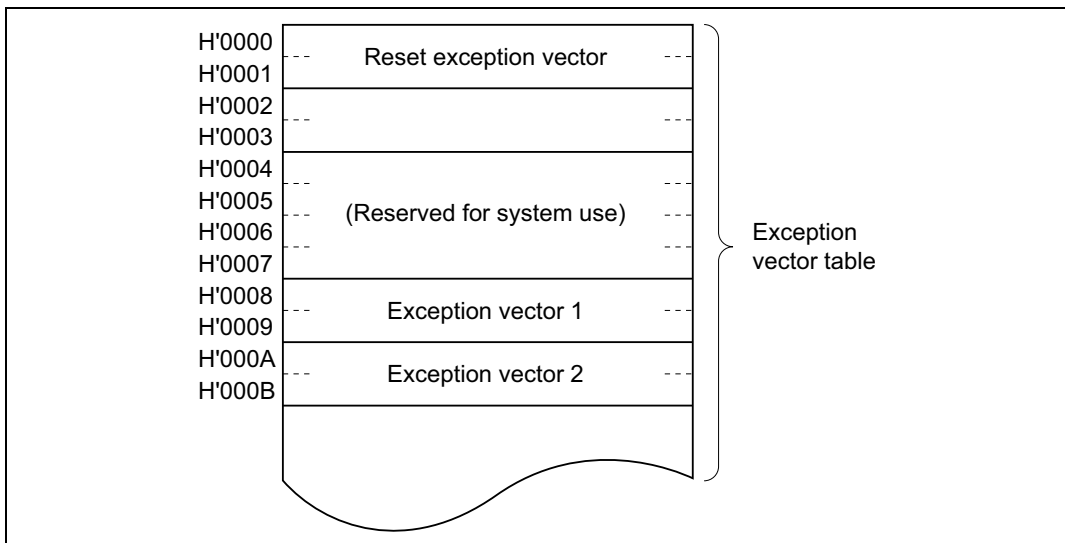 H'0000
Reset exception vector
H'0001
H'0002
H'0003
H'0004
H'0005
(Reserved for system use)
H'0006
H'0007
H'0008
Exception vector 1
H'0009
H'000A
Exception vector 2
H'000B
Exception
vector table